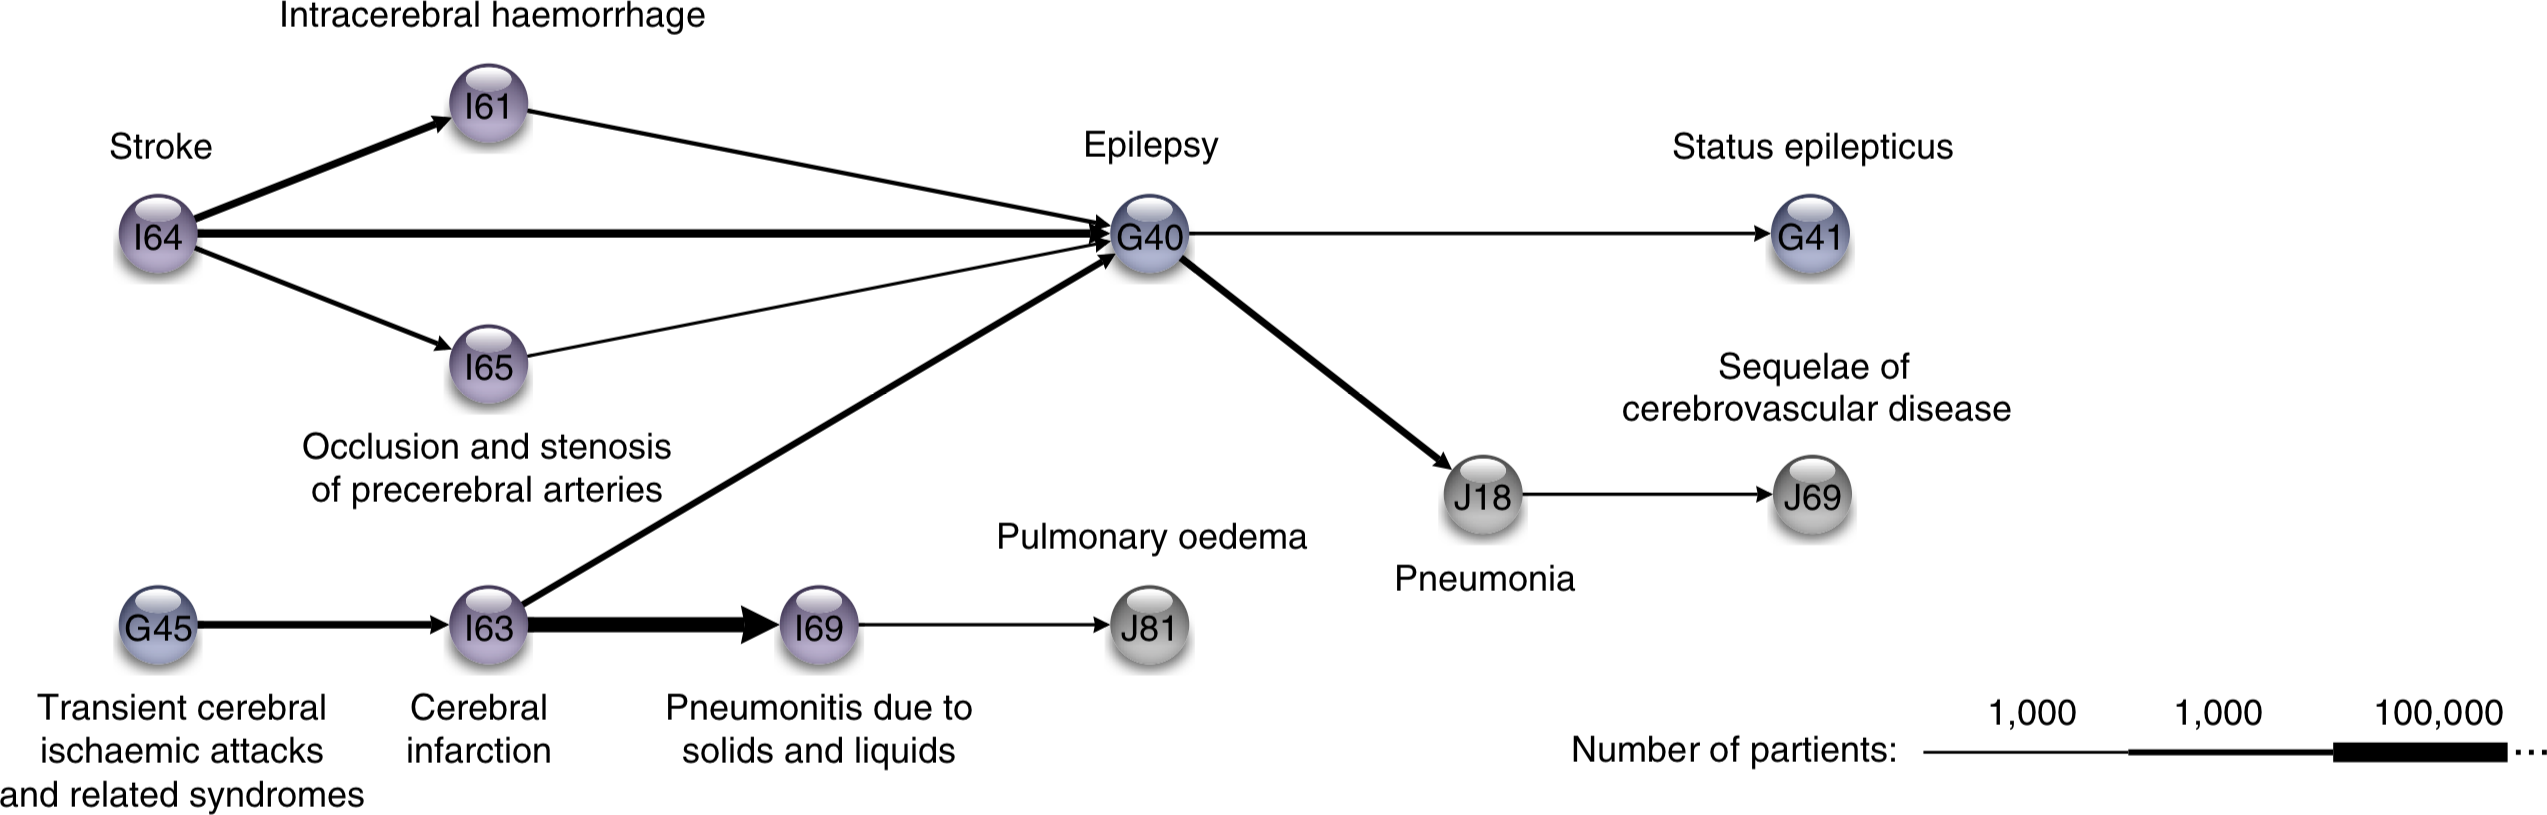 Intracerebral haemorrhage
I61
Stroke
Epilepsy
Status epilepticus
I64
G40
G41
I65
Sequelae of
cerebrovascular disease
Occlusion and stenosis
of precerebral arteries
J18
J69
Pulmonary oedema
Pneumonia
G45
I63
I69
J81
Transient cerebral
ischaemic attacks
and related syndromes
Cerebral
infarction
Pneumonitis due to
solids and liquids
1,000
1,000
100,000
Number of partients:
...